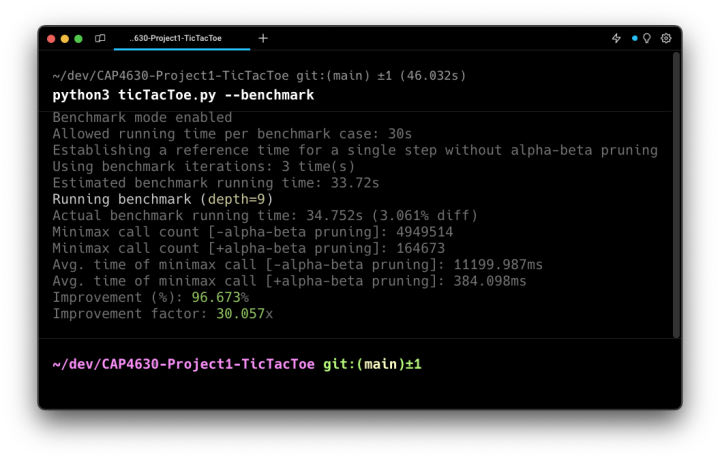 ..630-Project1-TicTacToe
~/dev/CAP4630-Project1-TicTacToe git:(main) ±1 (46.032s)
python3 ticTacToe.py --benchmark
Benchmark mode enabled
Allowed running time per benchmark case: 30s
Establishing a reference time for a single step without alpha-beta pruning
Using benchmark iterations: 3 time(s)
Estimated benchmark running time: 33.72s
Running benchmark (depth=9)
Actual benchmark running time: 34.752s (3.061% diff)
Minimax call count [-alpha-beta pruning]: 4949514
Minimax call count [+alpha-beta pruning]: 164673
Avg. time of minimax call [-alpha-beta pruning]: 11199.987ms
Avg. time of minimax call [+alpha-beta pruning]: 384.098ms
Improvement (%): 96.673%
Improvement factor: 30.057x
~/dev/CAP4630-Project1-TicTacToe git:(main)±1